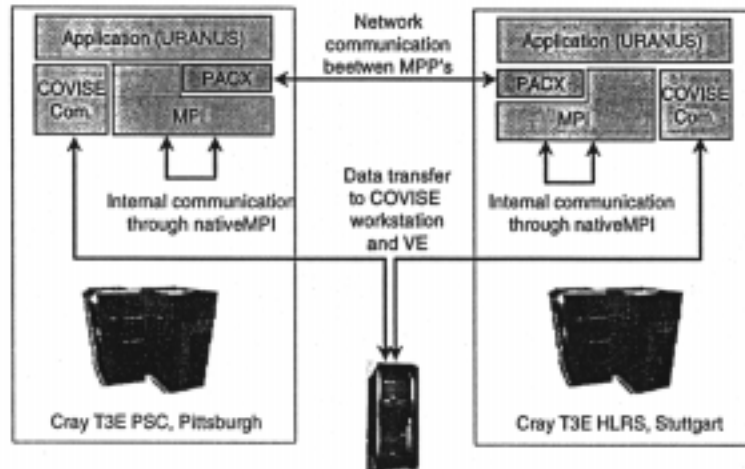 Application (URANUS)
COVISE
Com.
PACX
MPI
Internal communication
through nativeMPI
Cray T3E PSC, Pittsburgh
Network
communication
beetwen MPP's
Data transfer
to COVISE
workstation
and VE
Application (URANUS)
PACX
MPI
COVISE
Com.
Internal communication
through nativeMPI
Cray T3E HLRS, Stuttgart